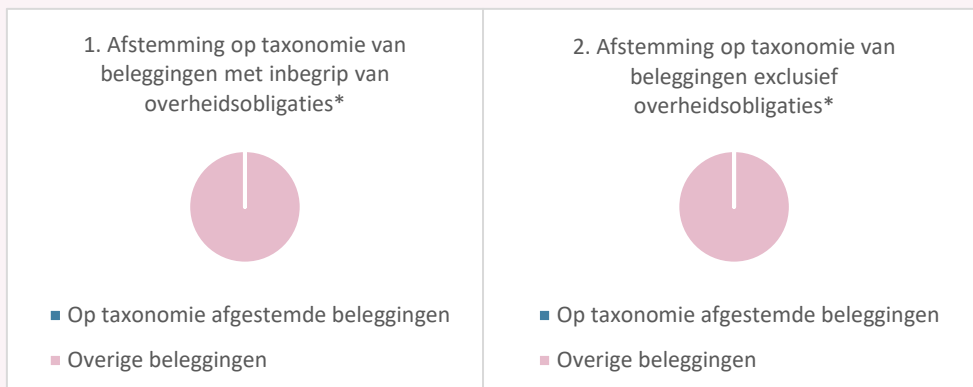 1. Afstemming op taxonomie van
beleggingen met inbegrip van
overheidsobligaties*
Op taxonomie afgestemde beleggingen
Overige beleggingen
2. Afstemming op taxonomie van
beleggingen exclusief
overheidsobligaties*
Op taxonomie afgestemde beleggingen
Overige beleggingen